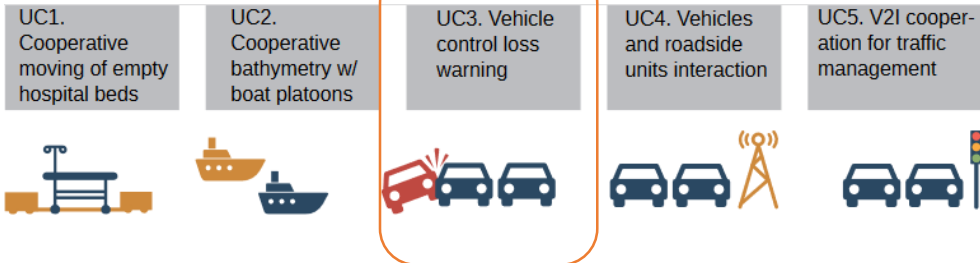 UC1.
Cooperative
moving of empty
hospital beds
UC2.
Cooperative
bathymetry w/
boat platoons
UC3. Vehicle
control loss
warning
UC4. Vehicles
and roadside
units interaction
UC5. V2I cooper-
ation for traffic
management